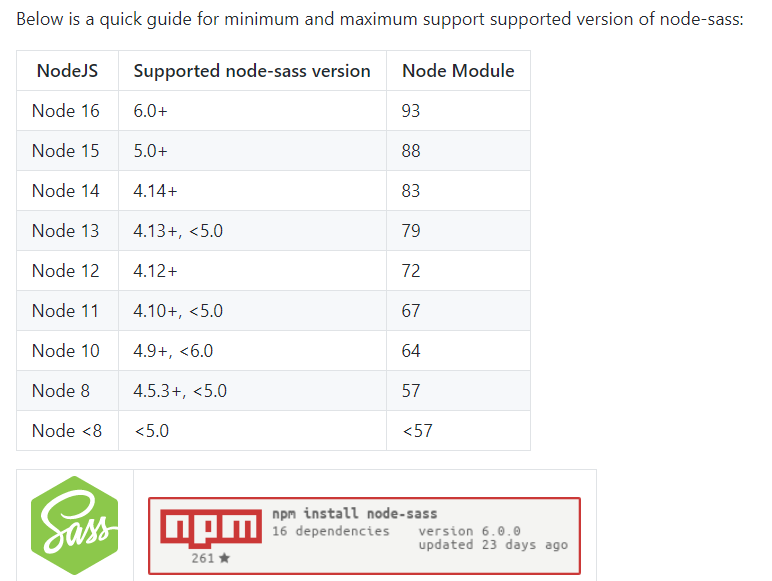 Below is a quick guide for minimum and maximum support supported version of node-sass:
NodeJS Supported node-sass version Node Module
Node 16 6.0+ 93
Node 15 5.0+ 88
Node 14 4.14+ 83
Node 13 4.13+, <5.0 79
Node 12 4.12+ 72
Node 11 4.10+, <5.0 67
Node 10 4.9+, <6.0 64
Node 8 4.5.3+, <5.0 57
Node <8 <5.0 <57
Sass
npm
261 ★
npm install node-sass
16 dependencies version 6.0.0
updated 23 days ago